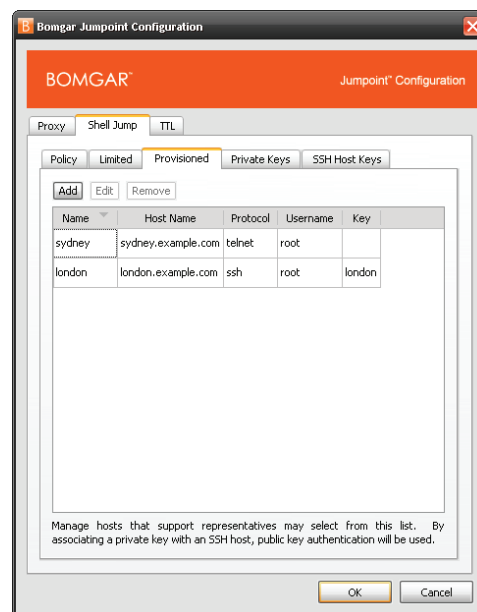 Bomgar Jumpoint Configuration
BOMGAR™
Jumpoint™ Configuration
Proxy Shell Jump TTL
Policy Limited Provisioned Private Keys SSH Host Keys
Add Edit Remove
Name Host Name Protocol Username Key
sydney sydney.example.com telnet root
london london.example.com ssh root london
Manage hosts that support representatives may select from this list. By
associating a private key with an SSH host, public key authentication will be used.
OK Cancel